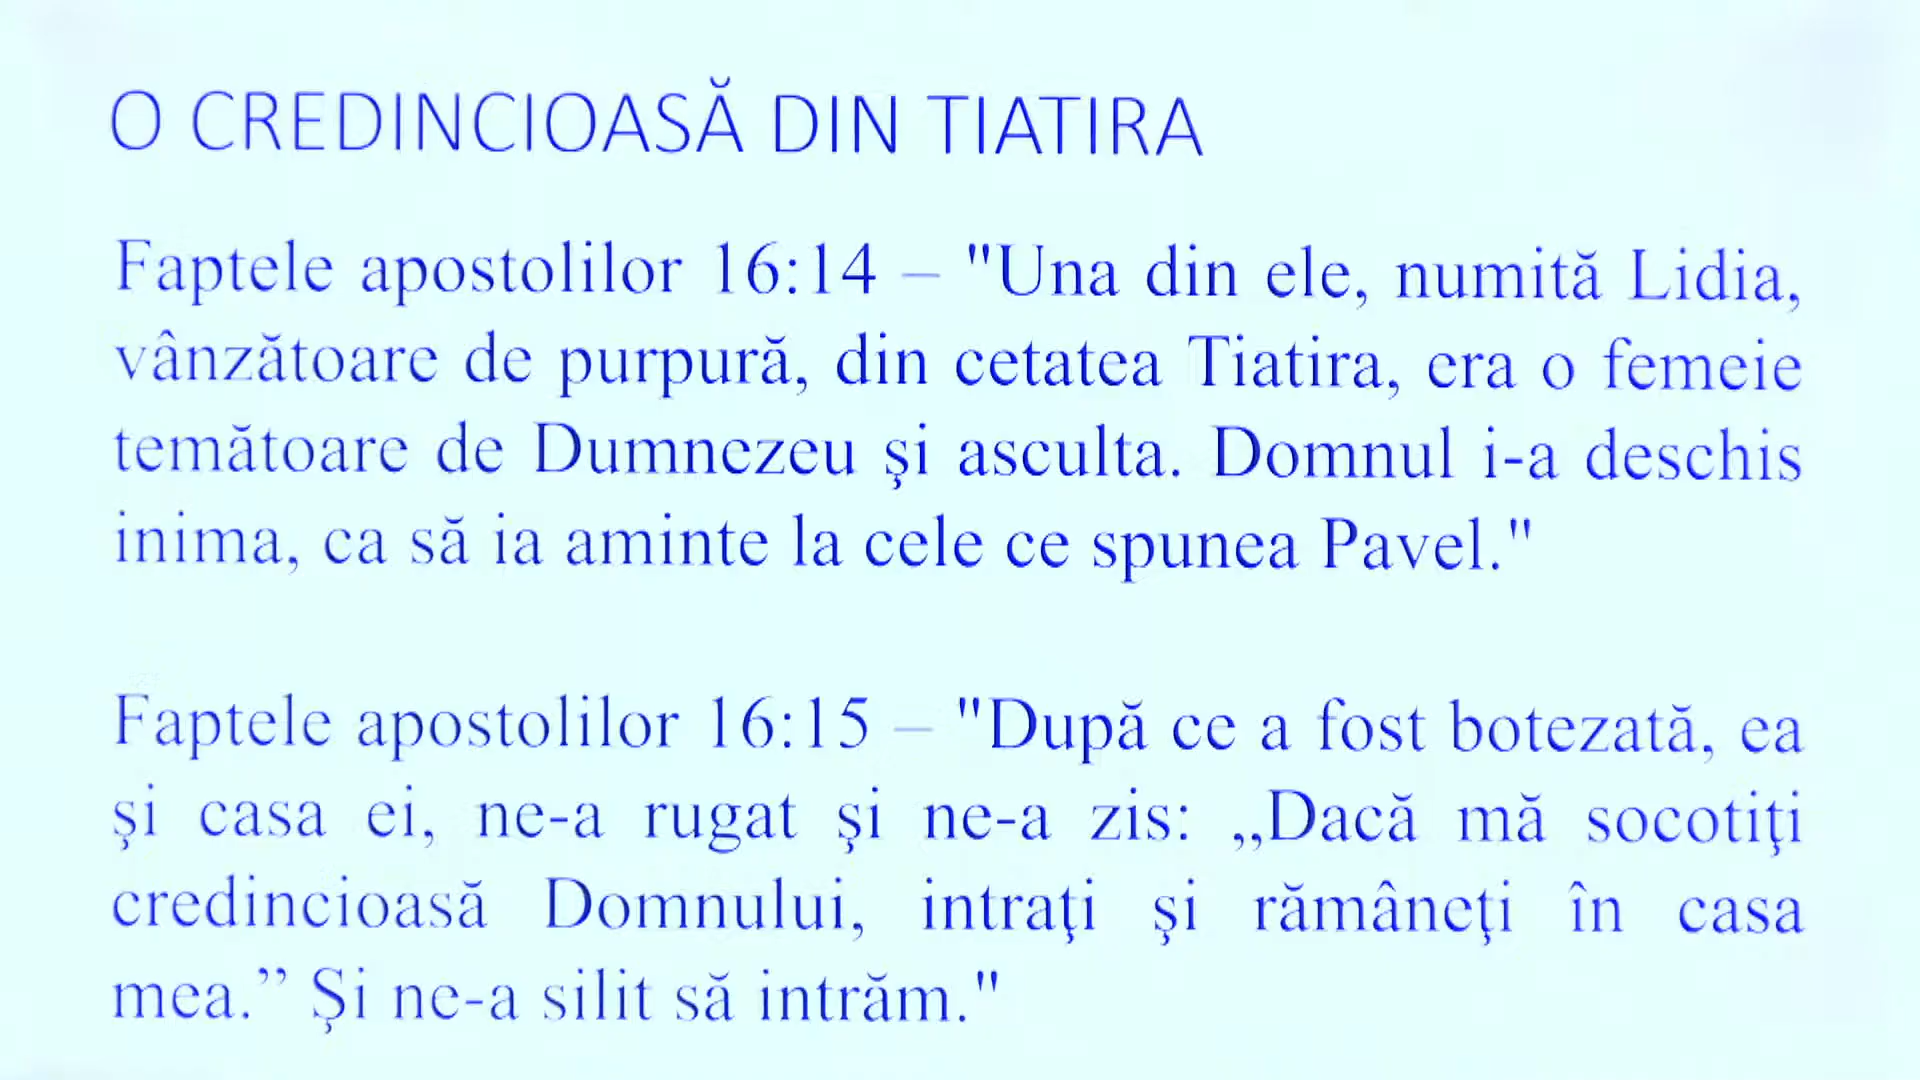 O CREDINCIOASĂ DIN TIATIRA
Faptele apostolilor 16:14 – "Una din ele, numită Lidia,
vânzătoare de purpură, din cetatea Tiatira, era o femeie
temătoare de Dumnezeu şi asculta. Domnul i-a deschis
inima, ca să ia aminte la cele ce spunea Pavel."
Faptele apostolilor 16:15 – "După ce a fost botezată, ea
şi casa ei, ne-a rugat şi ne-a zis: „Dacă mă socotiţi
credincioasă Domnului, intraţi şi rămâneţi în casa
mea.” Şi ne-a silit să intrăm."